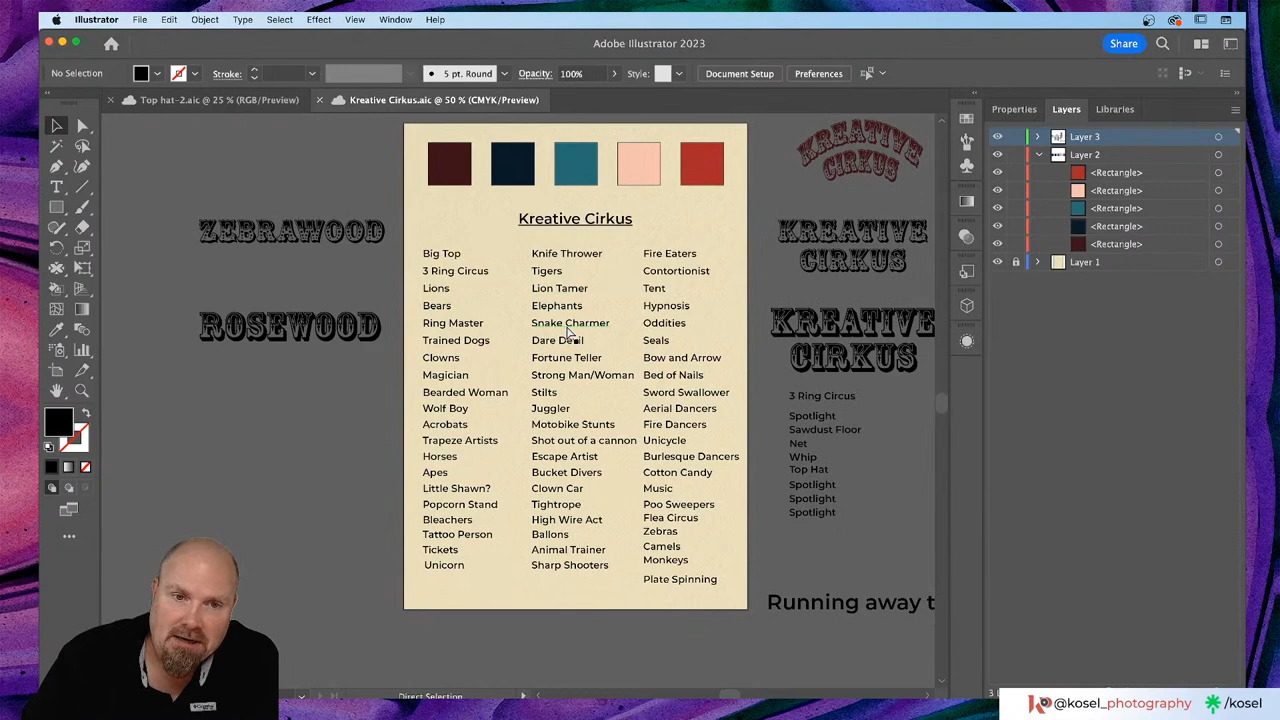 Illustrator File Edit Object Type Select Effect View Window Help
Adobe Illustrator 2023
Share
No Selection Stroke: 5 pt. Round Opacity: 100% Style: Document Setup Preferences
Top hat-2.aic @ 25 % (RGB/Preview)
Kreative Cirkus.aic @ 50 % (CMYK/Preview)
Properties Layers Libraries
Layer 3
Layer 2
<Rectangle>
<Rectangle>
<Rectangle>
<Rectangle>
<Rectangle>
Layer 1
ZEBRAWOOD
ROSEWOOD
Kreative Cirkus
Big Top
3 Ring Circus
Lions
Bears
Ring Master
Trained Dogs
Clowns
Magician
Bearded Woman
Wolf Boy
Acrobats
Trapeze Artists
Horses
Apes
Little Shawn?
Popcorn Stand
Bleachers
Tattoo Person
Tickets
Unicorn
Knife Thrower
Tigers
Lion Tamer
Elephants
Snake Charmer
Dare Devil
Fortune Teller
Strong Man/Woman
Stilts
Juggler
Motobike Stunts
Shot out of a cannon
Escape Artist
Bucket Divers
Clown Car
Tightrope
High Wire Act
Ballons
Animal Trainer
Sharp Shooters
Fire Eaters
Contortionist
Tent
Hypnosis
Oddities
Seals
Bow and Arrow
Bed of Nails
Sword Swallower
Aerial Dancers
Fire Dancers
Unicycle
Burlesque Dancers
Cotton Candy
Music
Poo Sweepers
Flea Circus
Zebras
Camels
Monkeys
Plate Spinning
KREATIVE
CIRKUS
KREATIVE
CIRKUS
KREATIVE
CIRKUS
3 Ring Circus
Spotlight
Sawdust Floor
Net
Whip
Top Hat
Spotlight
Spotlight
Spotlight
Running away t
Direct Selection
@kosel_photography /kosel